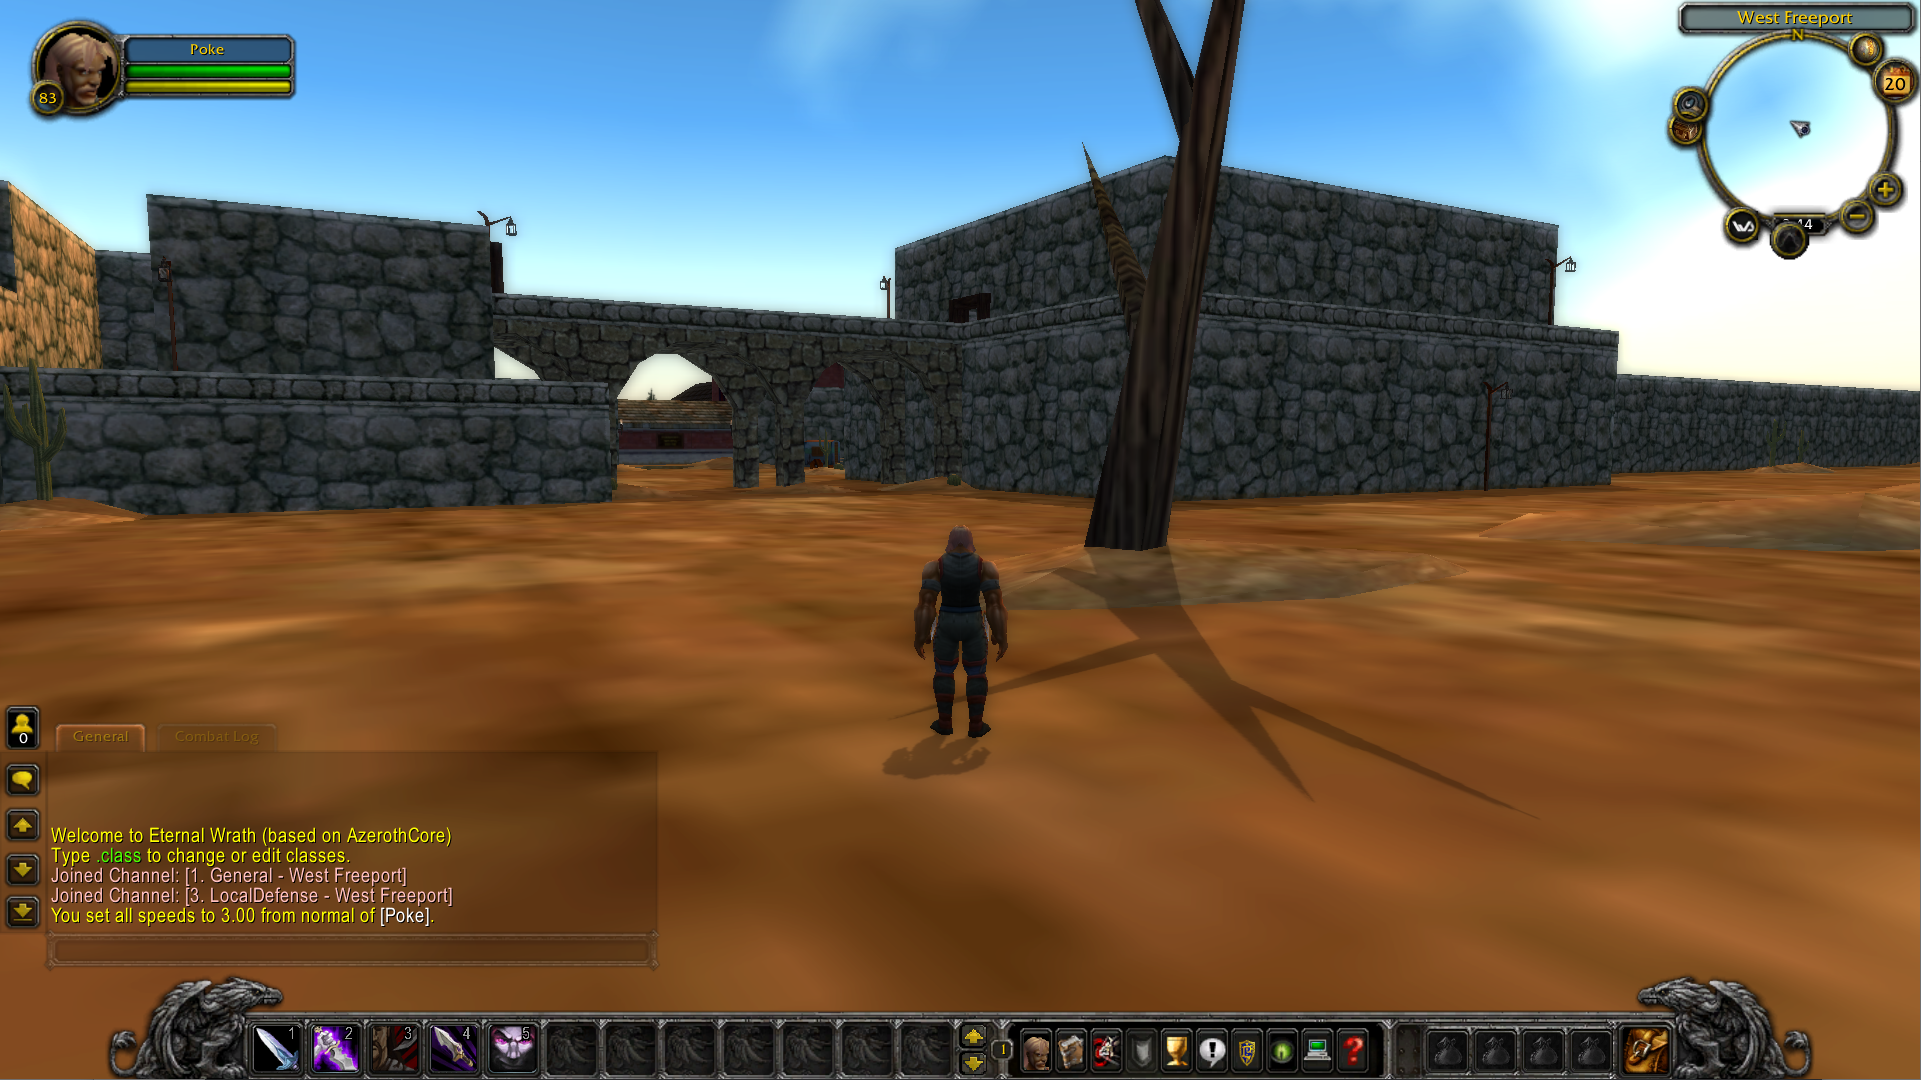 Poke
83
West Freeport
N
20
General
Combat Log
0
Welcome to Eternal Wrath (based on AzerothCore)
Type .class to change or edit classes.
Joined Channel: [1. General - West Freeport]
Joined Channel: [3. LocalDefense - West Freeport]
You set all speeds to 3.00 from normal of [Poke].
1
2
3
4
5
1